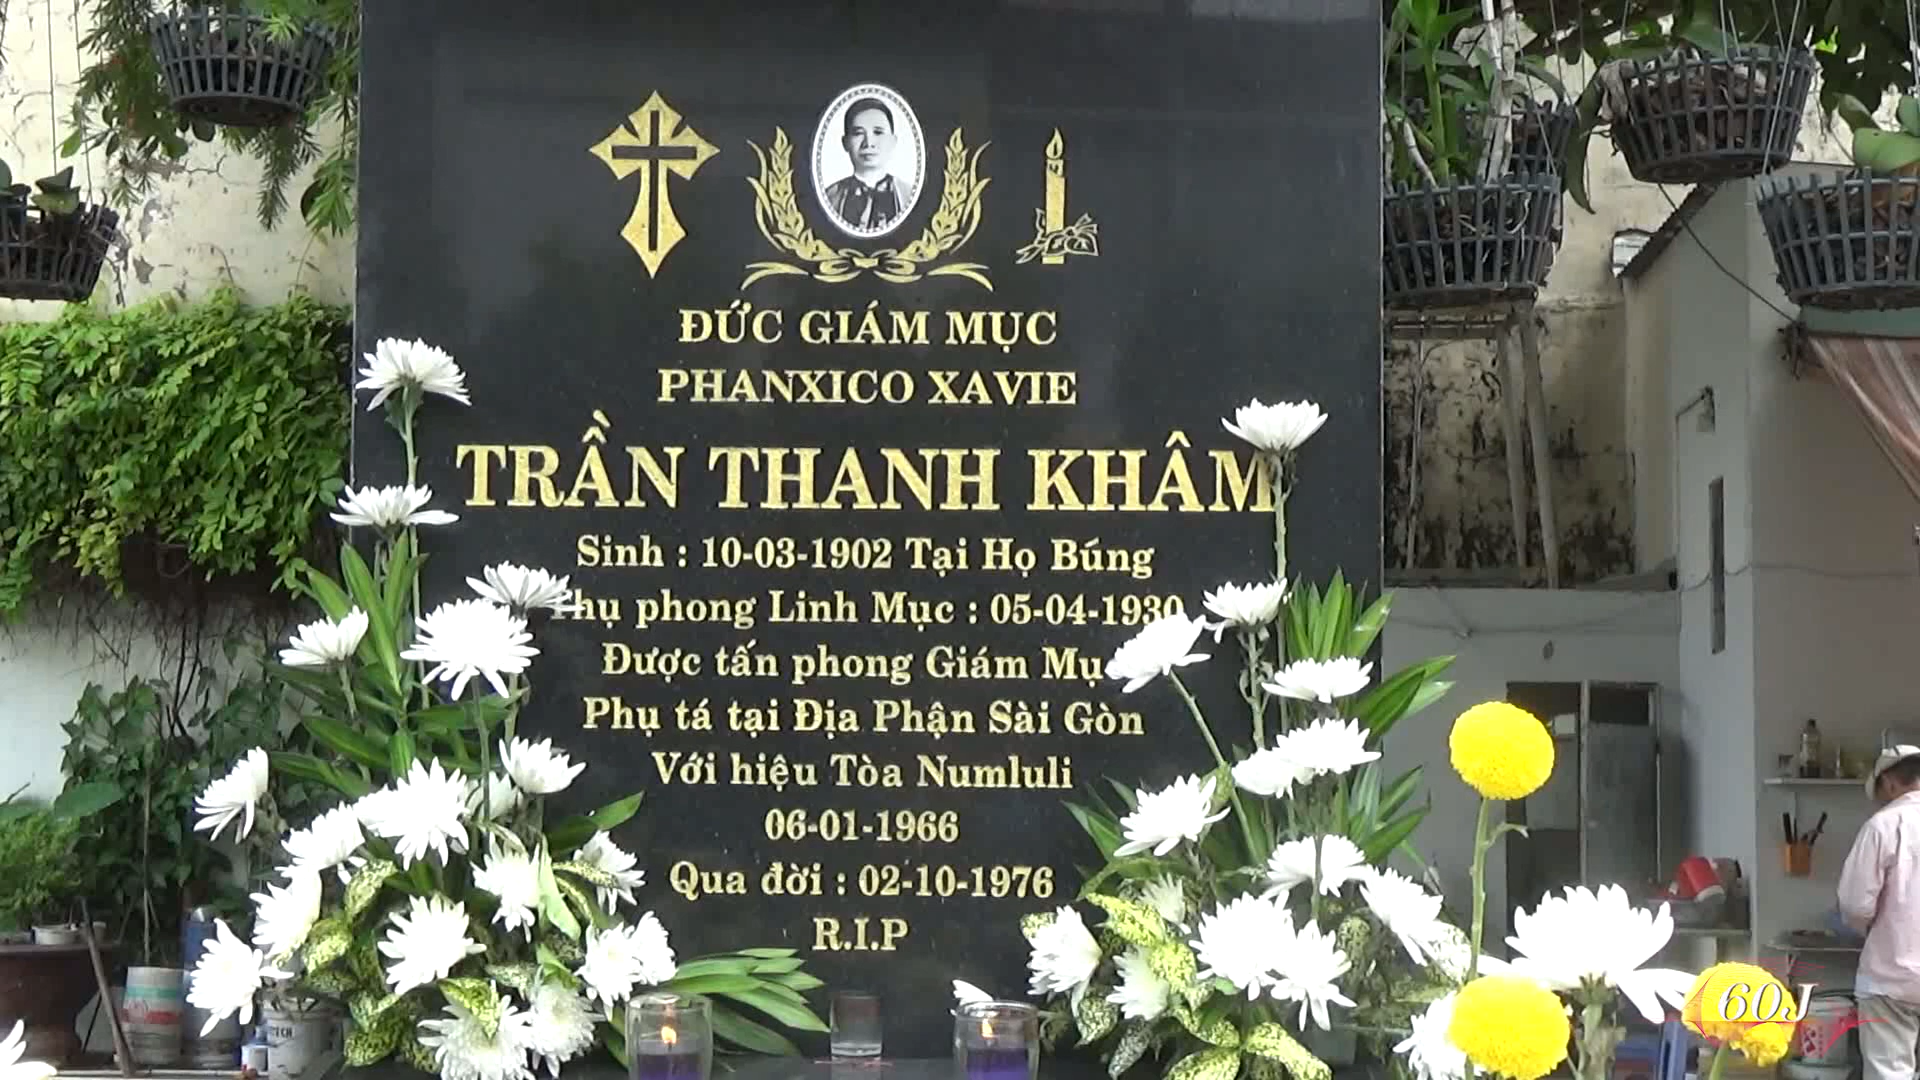 ĐỨC GIÁM MỤC
PHANXICO XAVIE
TRẦN THANH KHÂM
Sinh : 10-03-1902 Tại Họ Búng
phong Linh Mục : 05-04-1930
Được tấn phong Giám
Phụ tá tại Địa Phận Sài Gòn
Với hiệu Tòa Numluli
06-01-1966
Qua đời : 02-10-1976
R.I.P
60J